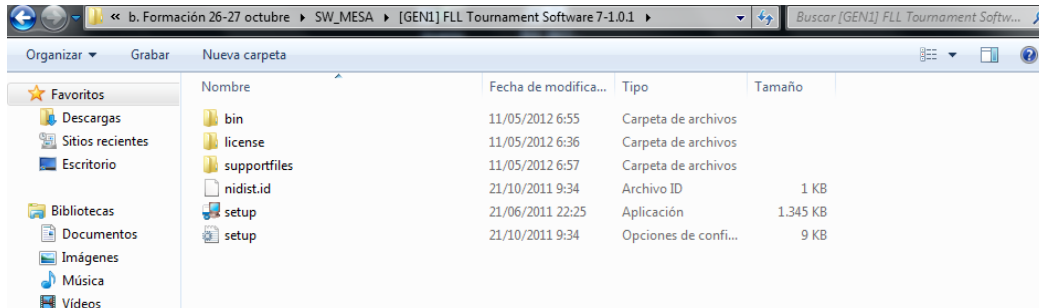 « b. Formación 26-27 octubre ▸ SW_MESA ▸ [GEN1] FLL Tournament Software 7-1.0.1 ▸ Buscar [GEN1] FLL Tournament Softw...
Organizar Grabar Nueva carpeta
Favoritos
Descargas
Sitios recientes
Escritorio
Bibliotecas
Documentos
Imágenes
Música
Vídeos
Nombre Fecha de modifica... Tipo Tamaño
bin 11/05/2012 6:55 Carpeta de archivos
license 11/05/2012 6:36 Carpeta de archivos
supportfiles 11/05/2012 6:57 Carpeta de archivos
nidist.id 21/10/2011 9:34 Archivo ID 1 KB
setup 21/06/2011 22:25 Aplicación 1.345 KB
setup 21/10/2011 9:34 Opciones de confi... 9 KB